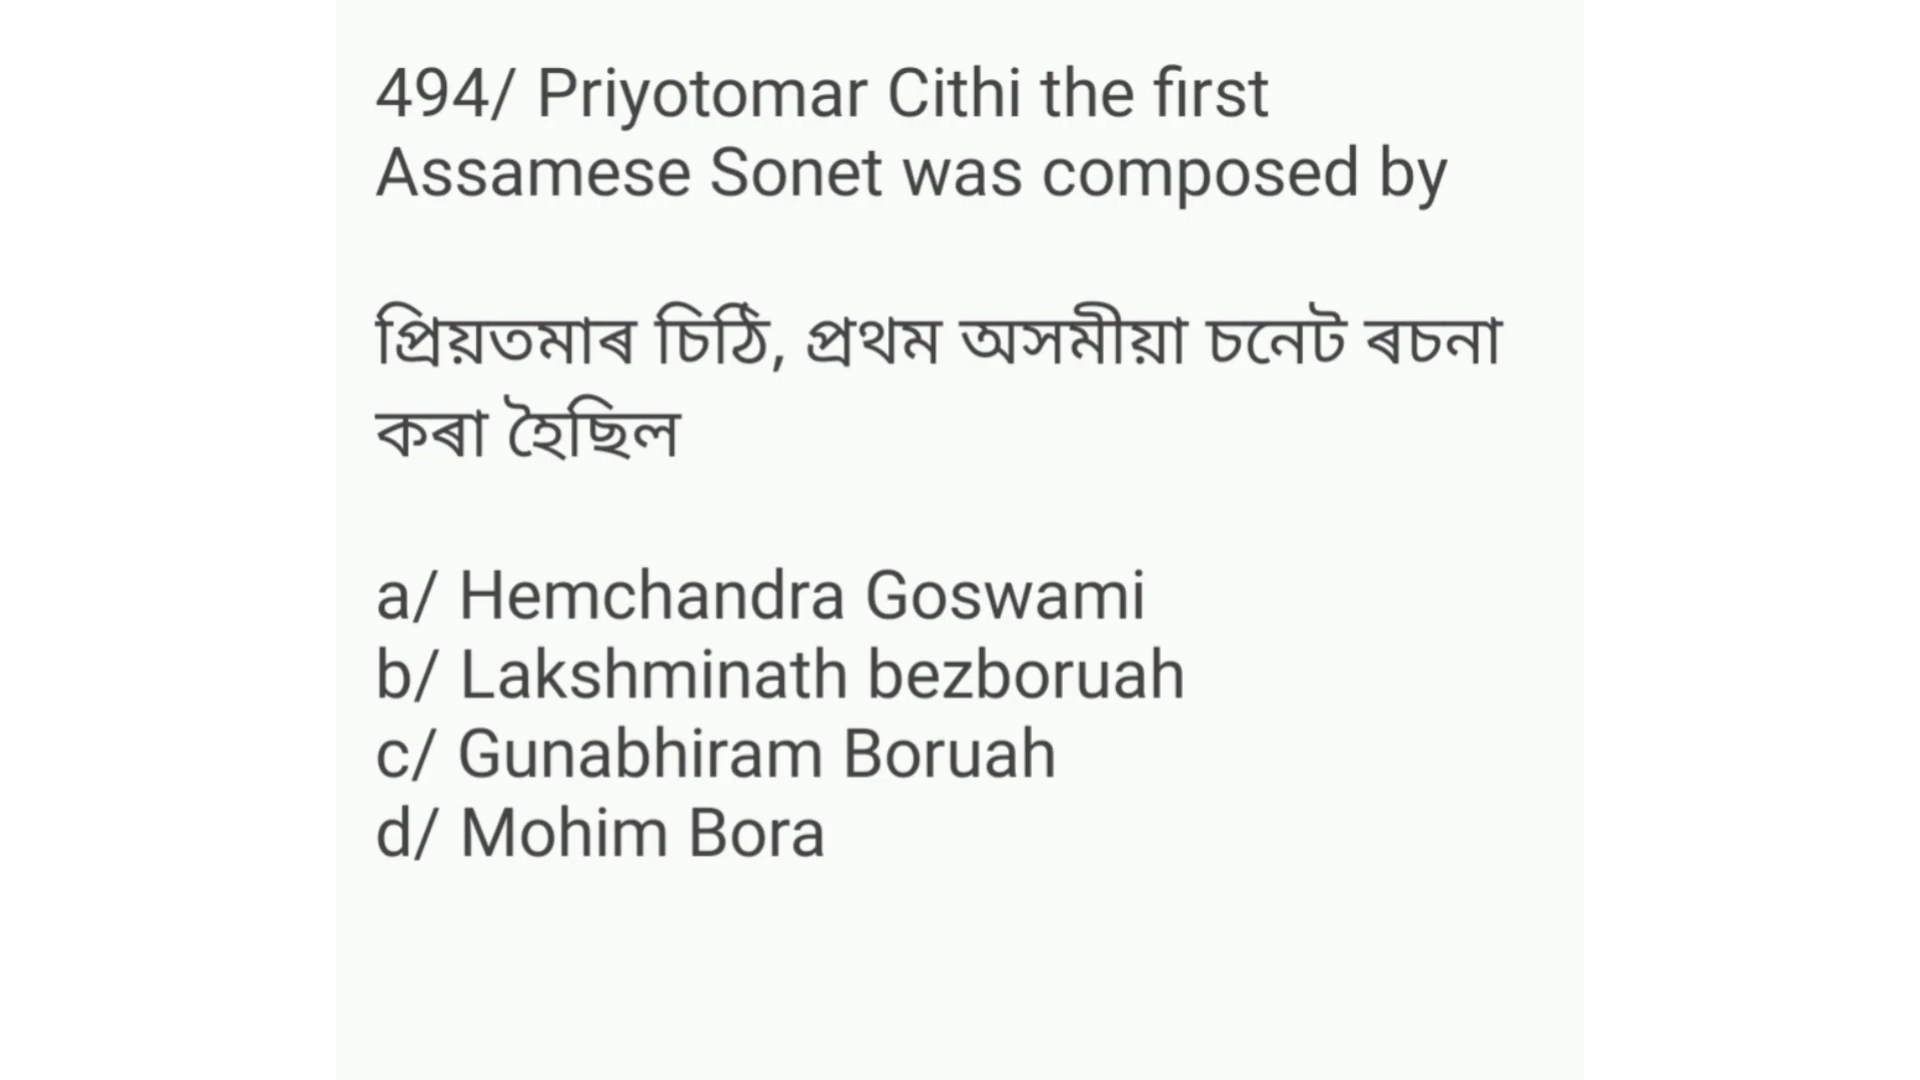 494/ Priyotomar Cithi the first
Assamese Sonet was composed by
প্ৰিয়তমাৰ চিঠি, প্ৰথম অসমীয়া চনেট ৰচনা
কৰা হৈছিল
a/ Hemchandra Goswami
b/ Lakshminath bezboruah
c/ Gunabhiram Boruah
d/ Mohim Bora